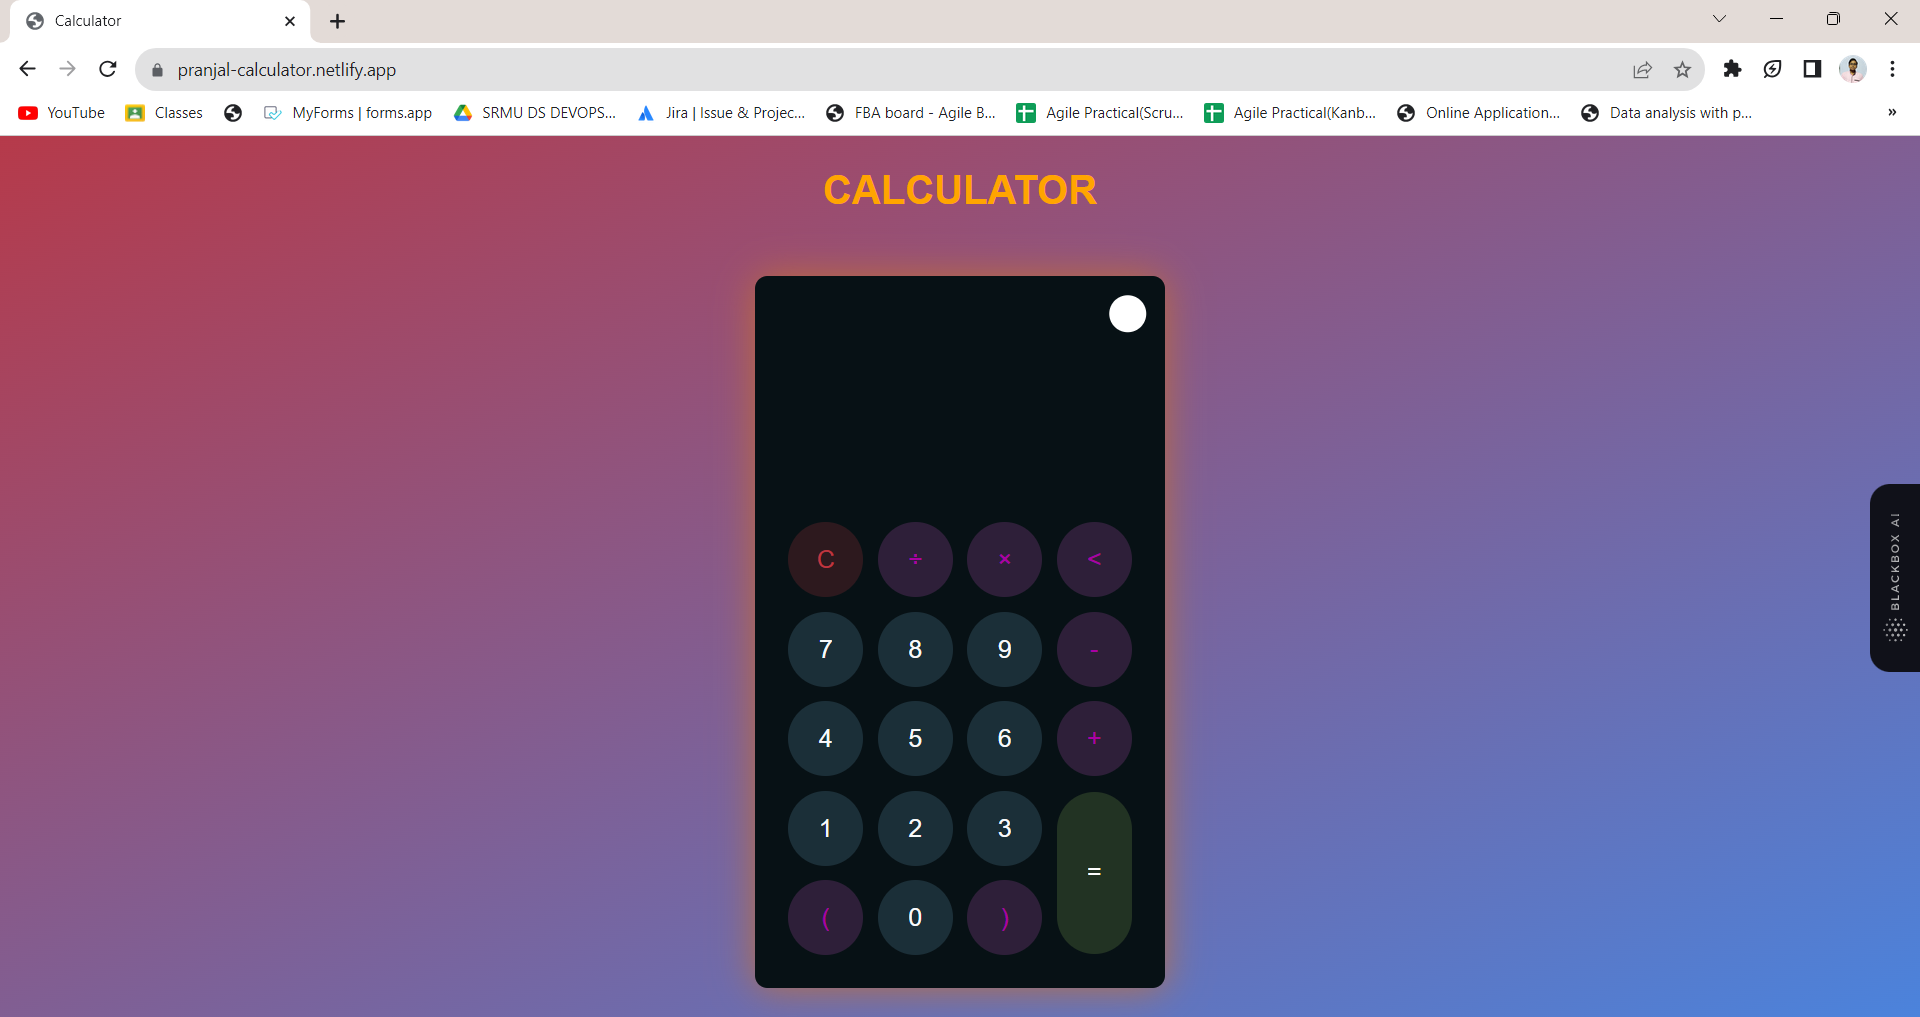 Calculator
pranjal-calculator.netlify.app
YouTube Classes MyForms | forms.app SRMU DS DEVOPS... Jira | Issue & Projec... FBA board - Agile B... Agile Practical(Scru... Agile Practical(Kanb... Online Application... Data analysis with p... »
CALCULATOR
C ÷ × <
7 8 9 -
4 5 6 +
1 2 3
=
( 0 )
BLACKBOX AI